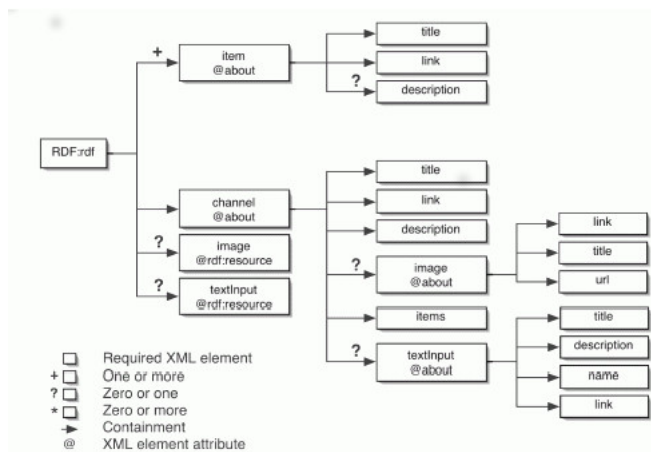 +
item
@about
title
link
?
description
RDF:rdf
channel
@about
title
link
description
?
image
@about
link
title
url
items
?
textInput
@about
title
description
name
link
?
image
@rdf:resource
?
textInput
@rdf:resource
Required XML element
+ One or more
? Zero or one
* Zero or more
Containment
@ XML element attribute